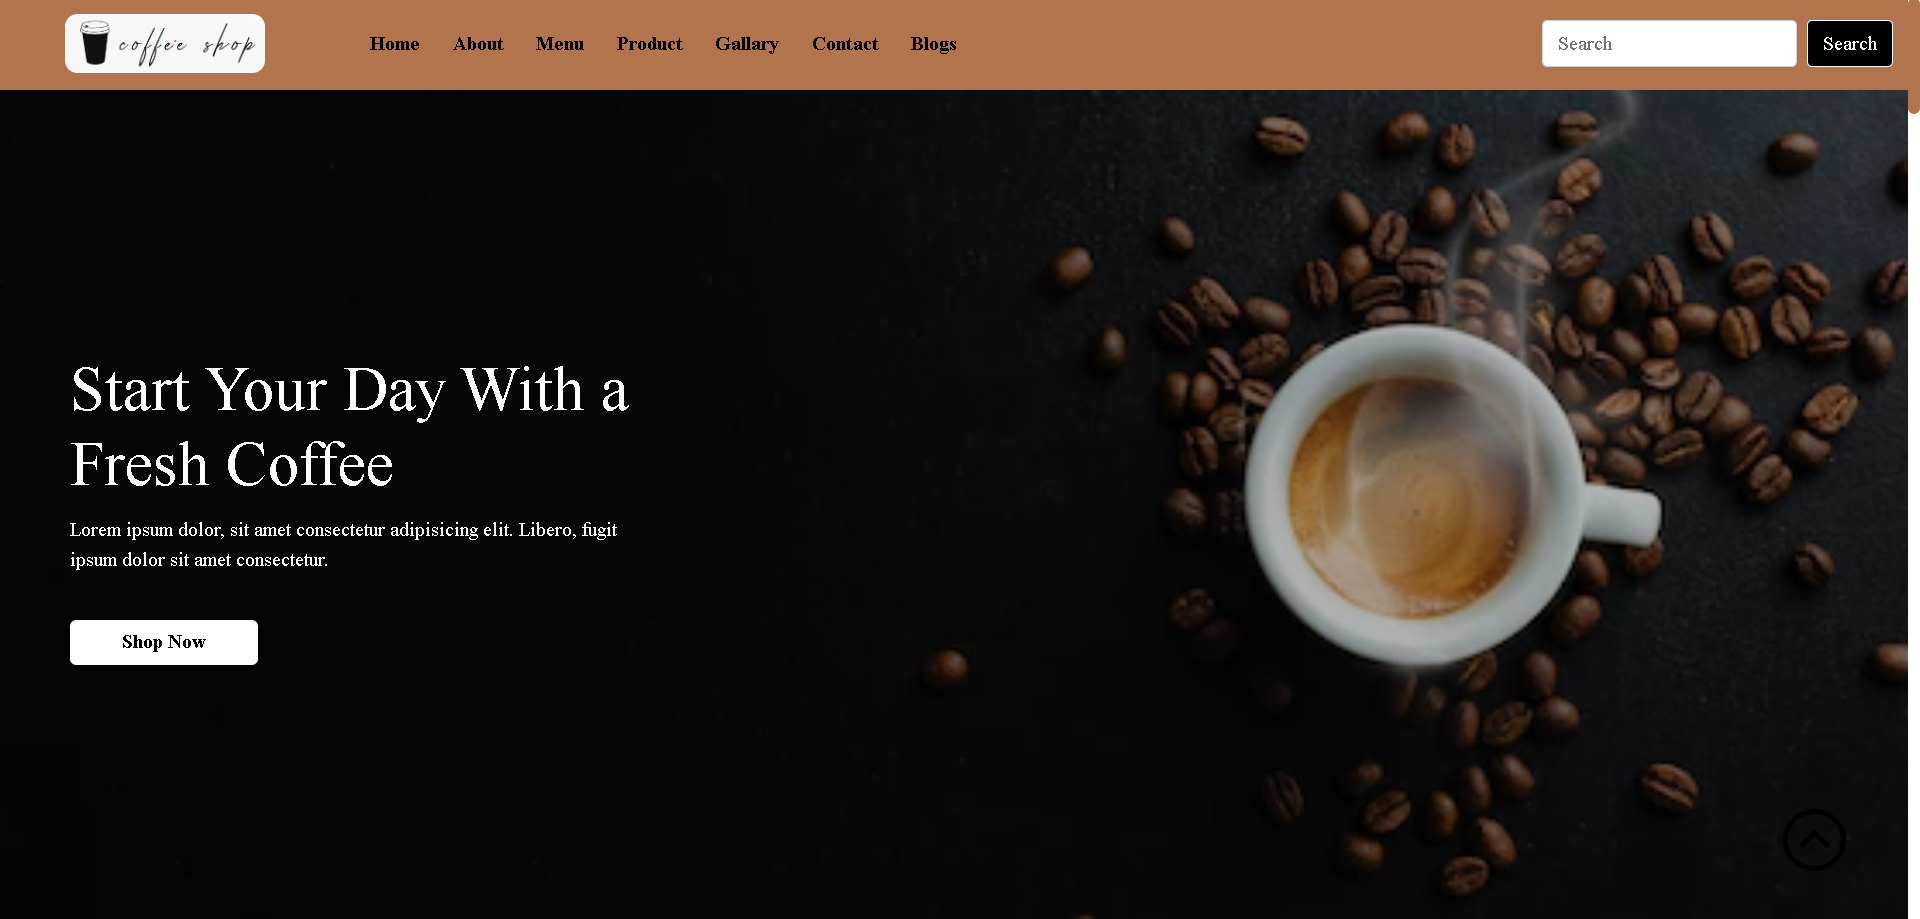 coffee shop
Home About Menu Product Gallary Contact Blogs
Search Search
Start Your Day With a
Fresh Coffee
Lorem ipsum dolor, sit amet consectetur adipisicing elit. Libero, fugit
ipsum dolor sit amet consectetur.
Shop Now